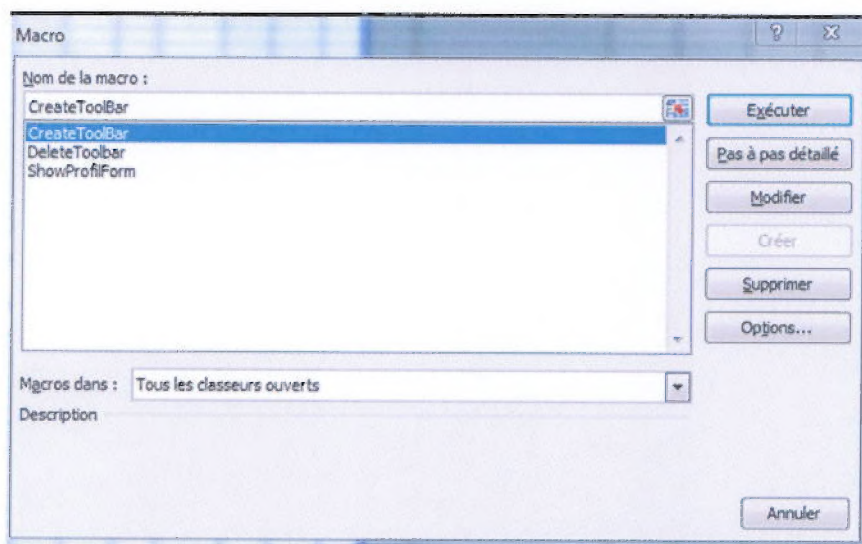 Macro
Nom de la macro :
CreateToolBar
CreateToolBar
DeleteToolbar
ShowProfilForm
Exécuter
Pas à pas détaillé
Modifier
Créer
Supprimer
Options...
Macros dans : Tous les classeurs ouverts
Description
Annuler